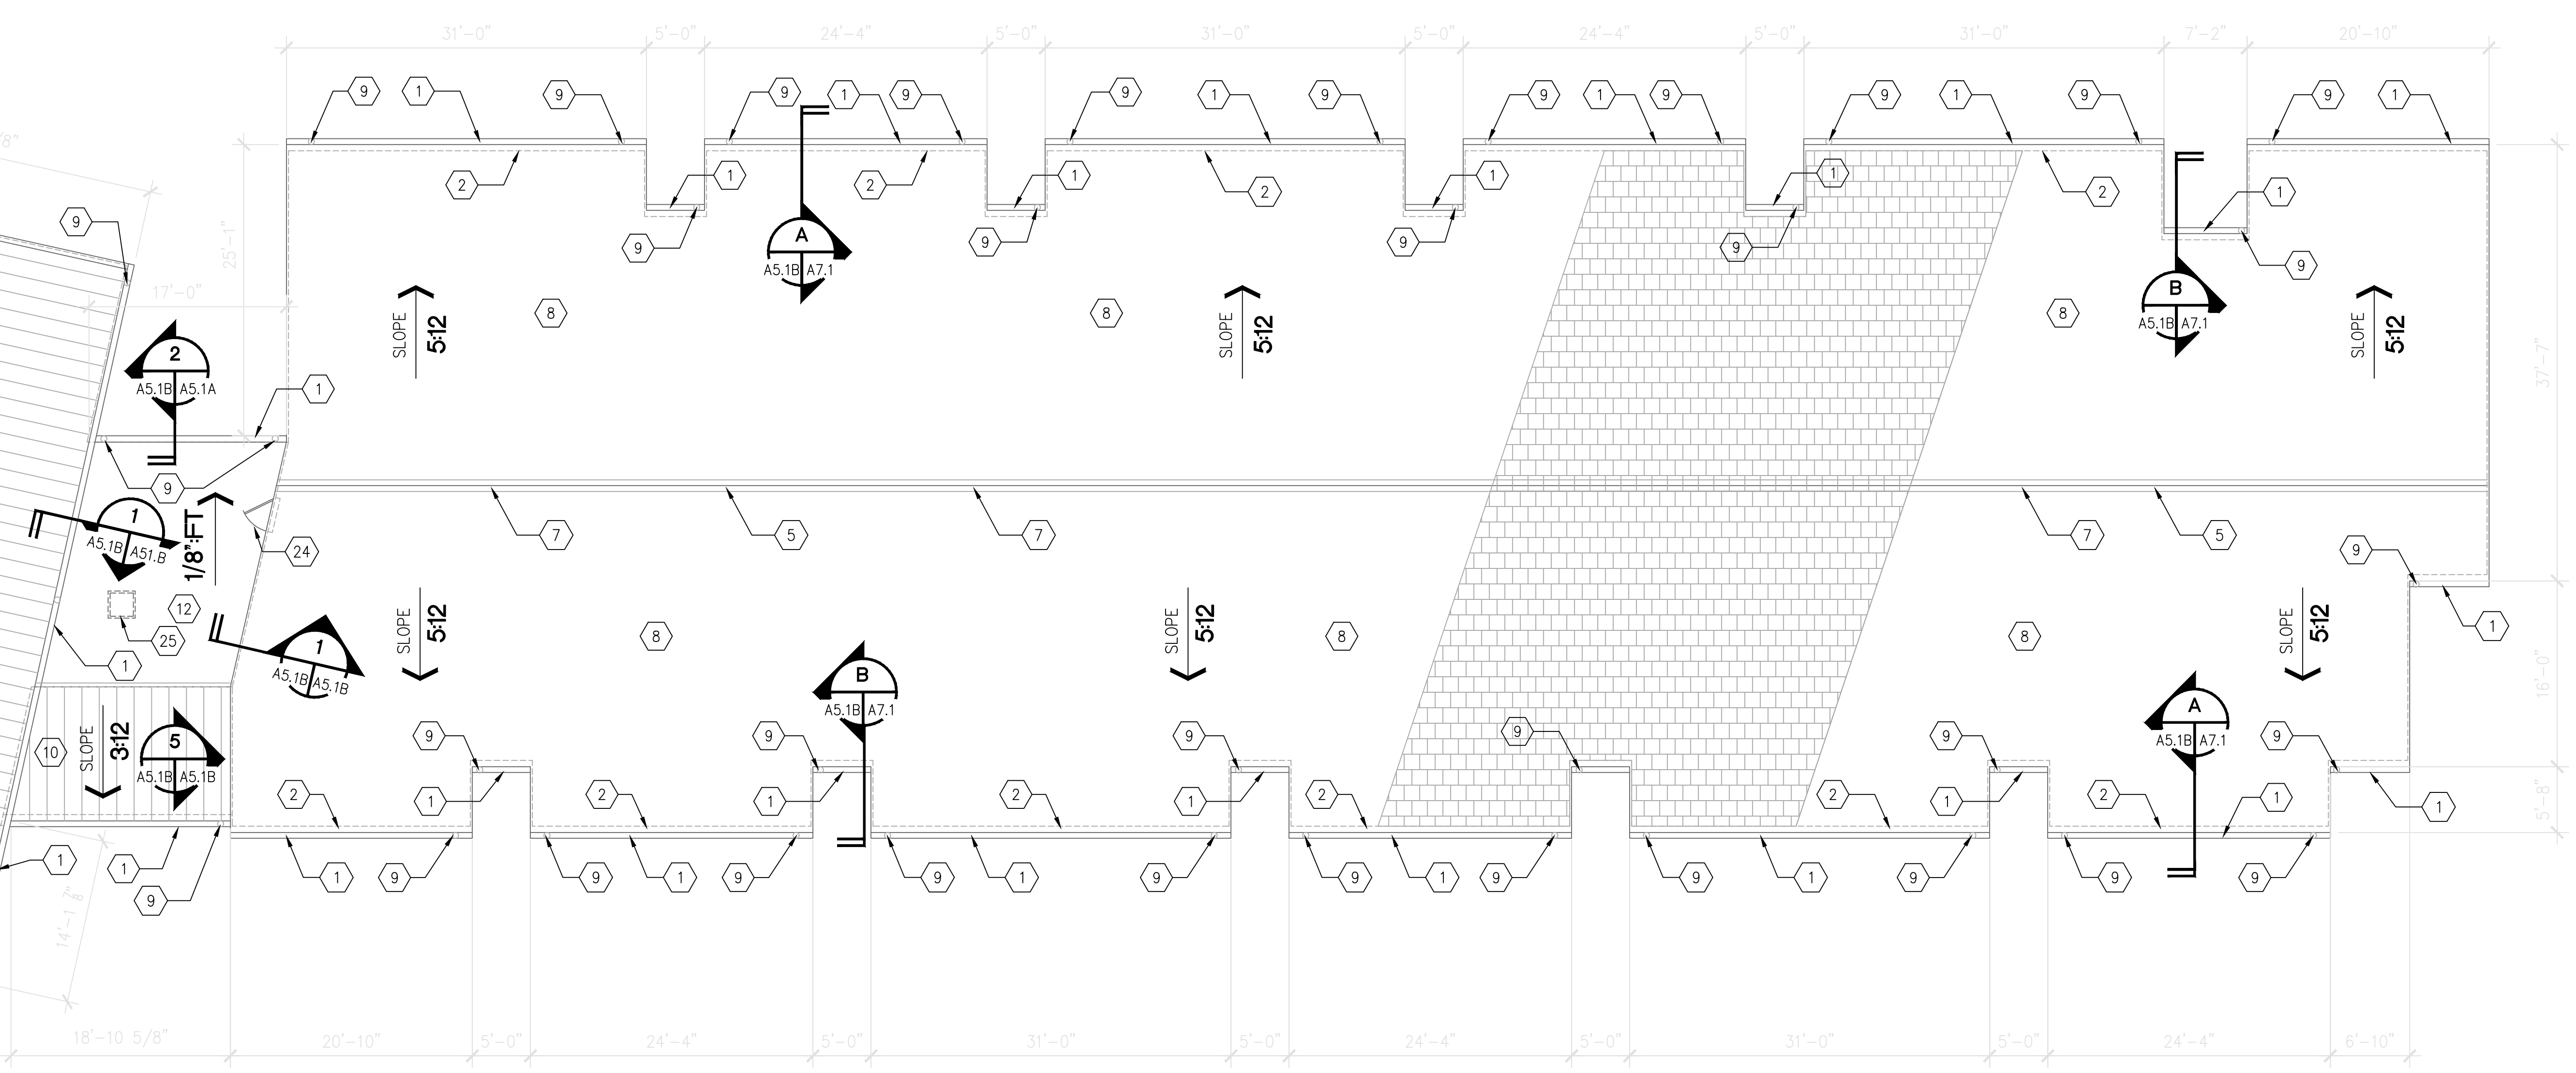 31'-0" 5'-0" 24'-4" 5'-0" 31'-0" 5'-0" 24'-4" 5'-0" 31'-0" 7'-2" 20'-10"
9 1 9 9 1 9 9 1 9 9 1 9 9 1 9 9 1
/8"
2 1 2 1 2 1 1 2 1
9 9 9 9 9 9
25'-1"
A
A5.1B A7.1
17'-0"
B
A5.1B A7.1
SLOPE 5:12
8
8
SLOPE 5:12
8
SLOPE 5:12
37'-7"
2
A5.1B A5.1A
1
9
1
A5.1B A51.B
1/8":FT
24
7 5 7 7 5
9
25
12
1
1
A5.1B A5.1B
SLOPE 5:12
8
SLOPE 5:12
8
8
SLOPE 5:12
1
B
A5.1B A7.1
A
A5.1B A7.1
16'-0"
10
SLOPE 3:12
5
A5.1B A5.1B
9 9 9 9 9 9
2 1 2 1 2 1 2 2 1 2 1 1
5'-8"
1 1 9
1 9 9 1 9 9 1 9 9 1 9 9 1 9 9 9
14'-1 7/8"
18'-10 5/8" 20'-10" 5'-0" 24'-4" 5'-0" 31'-0" 5'-0" 24'-4" 5'-0" 31'-0" 5'-0" 24'-4" 6'-10"